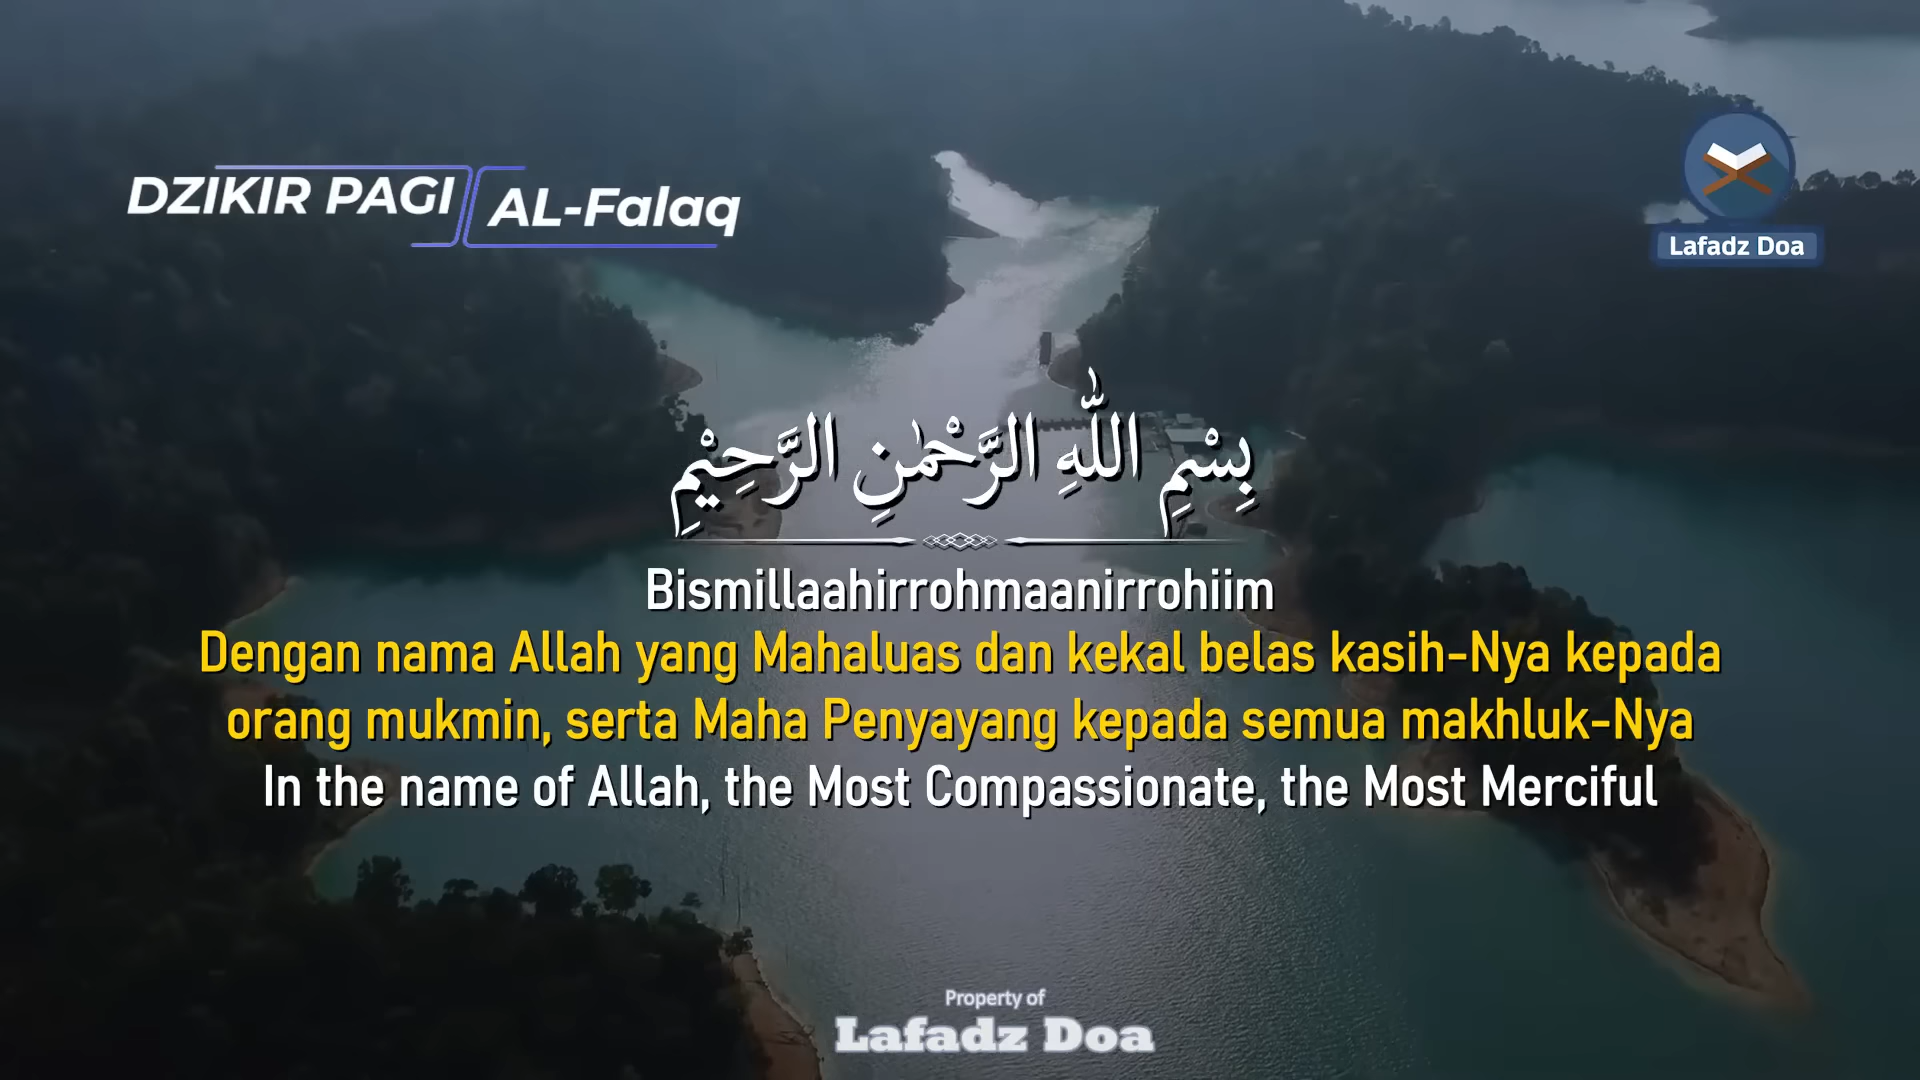 DZIKIR PAGI
AL-Falaq
Lafadz Doa
بِسْمِ اللّٰهِ الرَّحْمٰنِ الرَّحِيْمِ
Bismillaahirrohmaanirrohiim
Dengan nama Allah yang Mahaluas dan kekal belas kasih-Nya kepada
orang mukmin, serta Maha Penyayang kepada semua makhluk-Nya
In the name of Allah, the Most Compassionate, the Most Merciful
Property of
Lafadz Doa